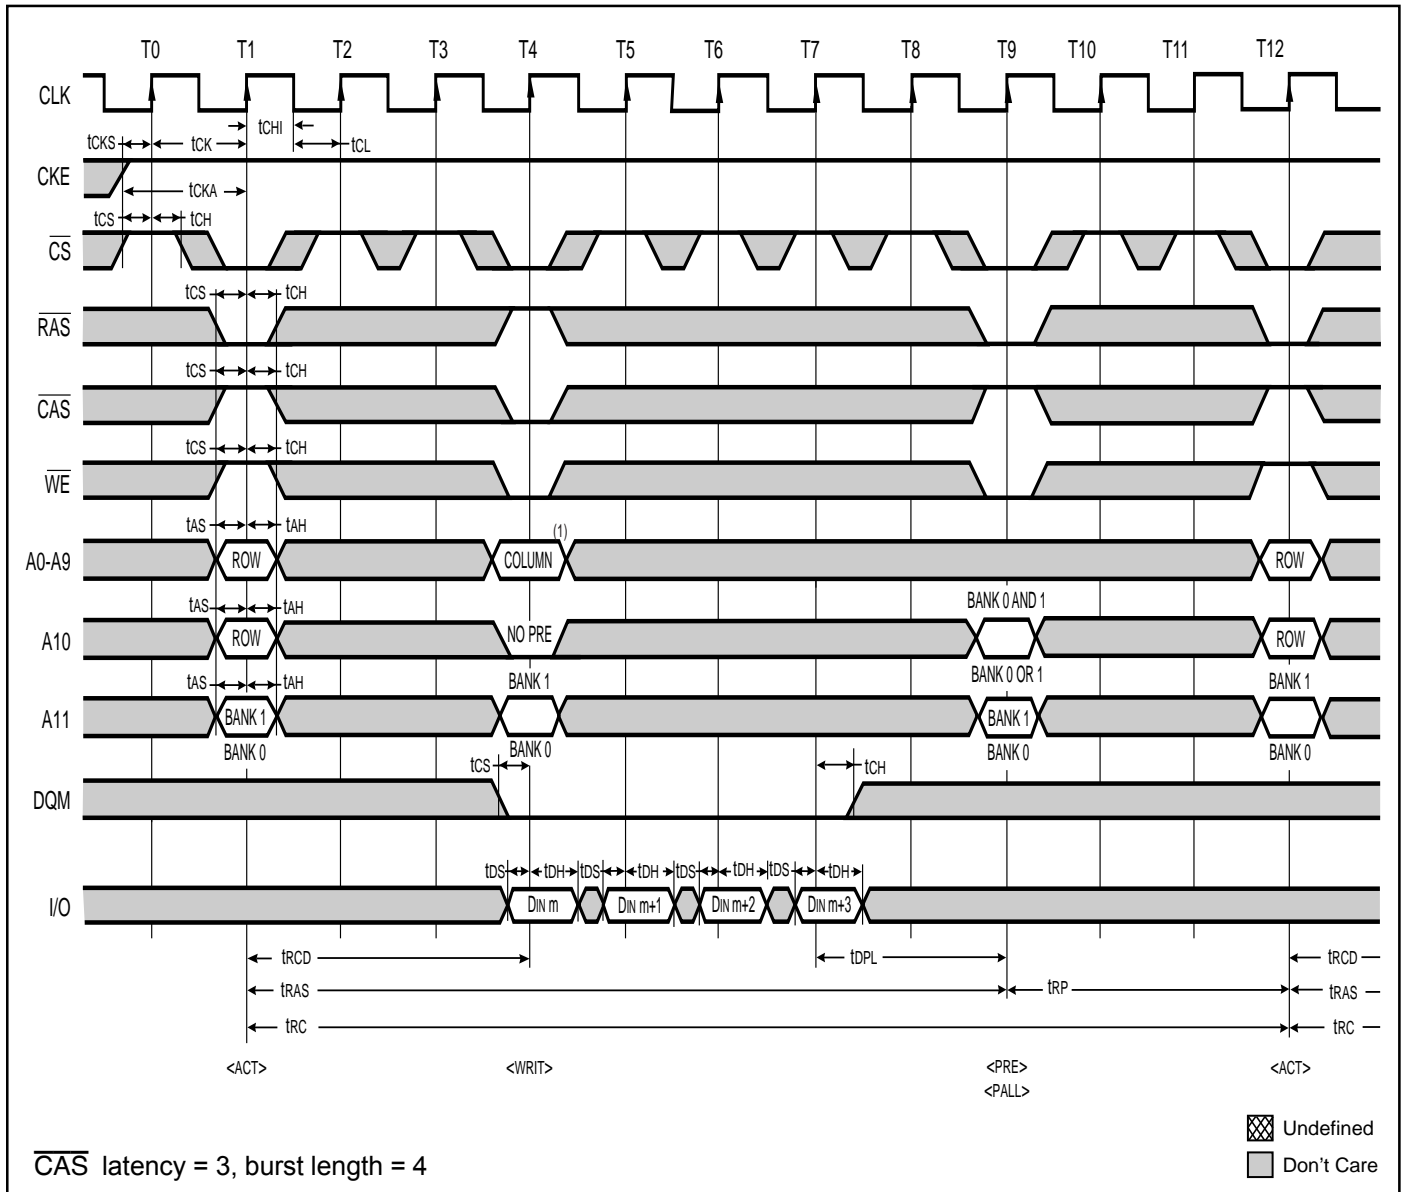 T0 T1 T2 T3 T4 T5 T6 T7 T8 T9 T10 T11 T12
CLK
tCHI
tCKS tCK tCL
CKE
tCKA
tCS tCH
CS
tCS tCH
RAS
tCS tCH
CAS
tCS tCH
WE
tAS tAH (1)
A0-A9 ROW COLUMN ROW
tAS tAH BANK 0 AND 1
A10 ROW NO PRE ROW
BANK 0 OR 1
tAS tAH BANK 1 BANK 1
A11 BANK 1 BANK 1
BANK 0 BANK 0 BANK 0 BANK 0
tCS tCH
DQM
tDS tDH tDS tDH tDS tDH tDS tDH
I/O DIN m DIN m+1 DIN m+2 DIN m+3
tRCD tDPL tRCD
tRAS tRP tRAS
tRC tRC
<ACT> <WRIT> <PRE> <ACT>
<PALL>
Undefined
CAS latency = 3, burst length = 4
Don't Care